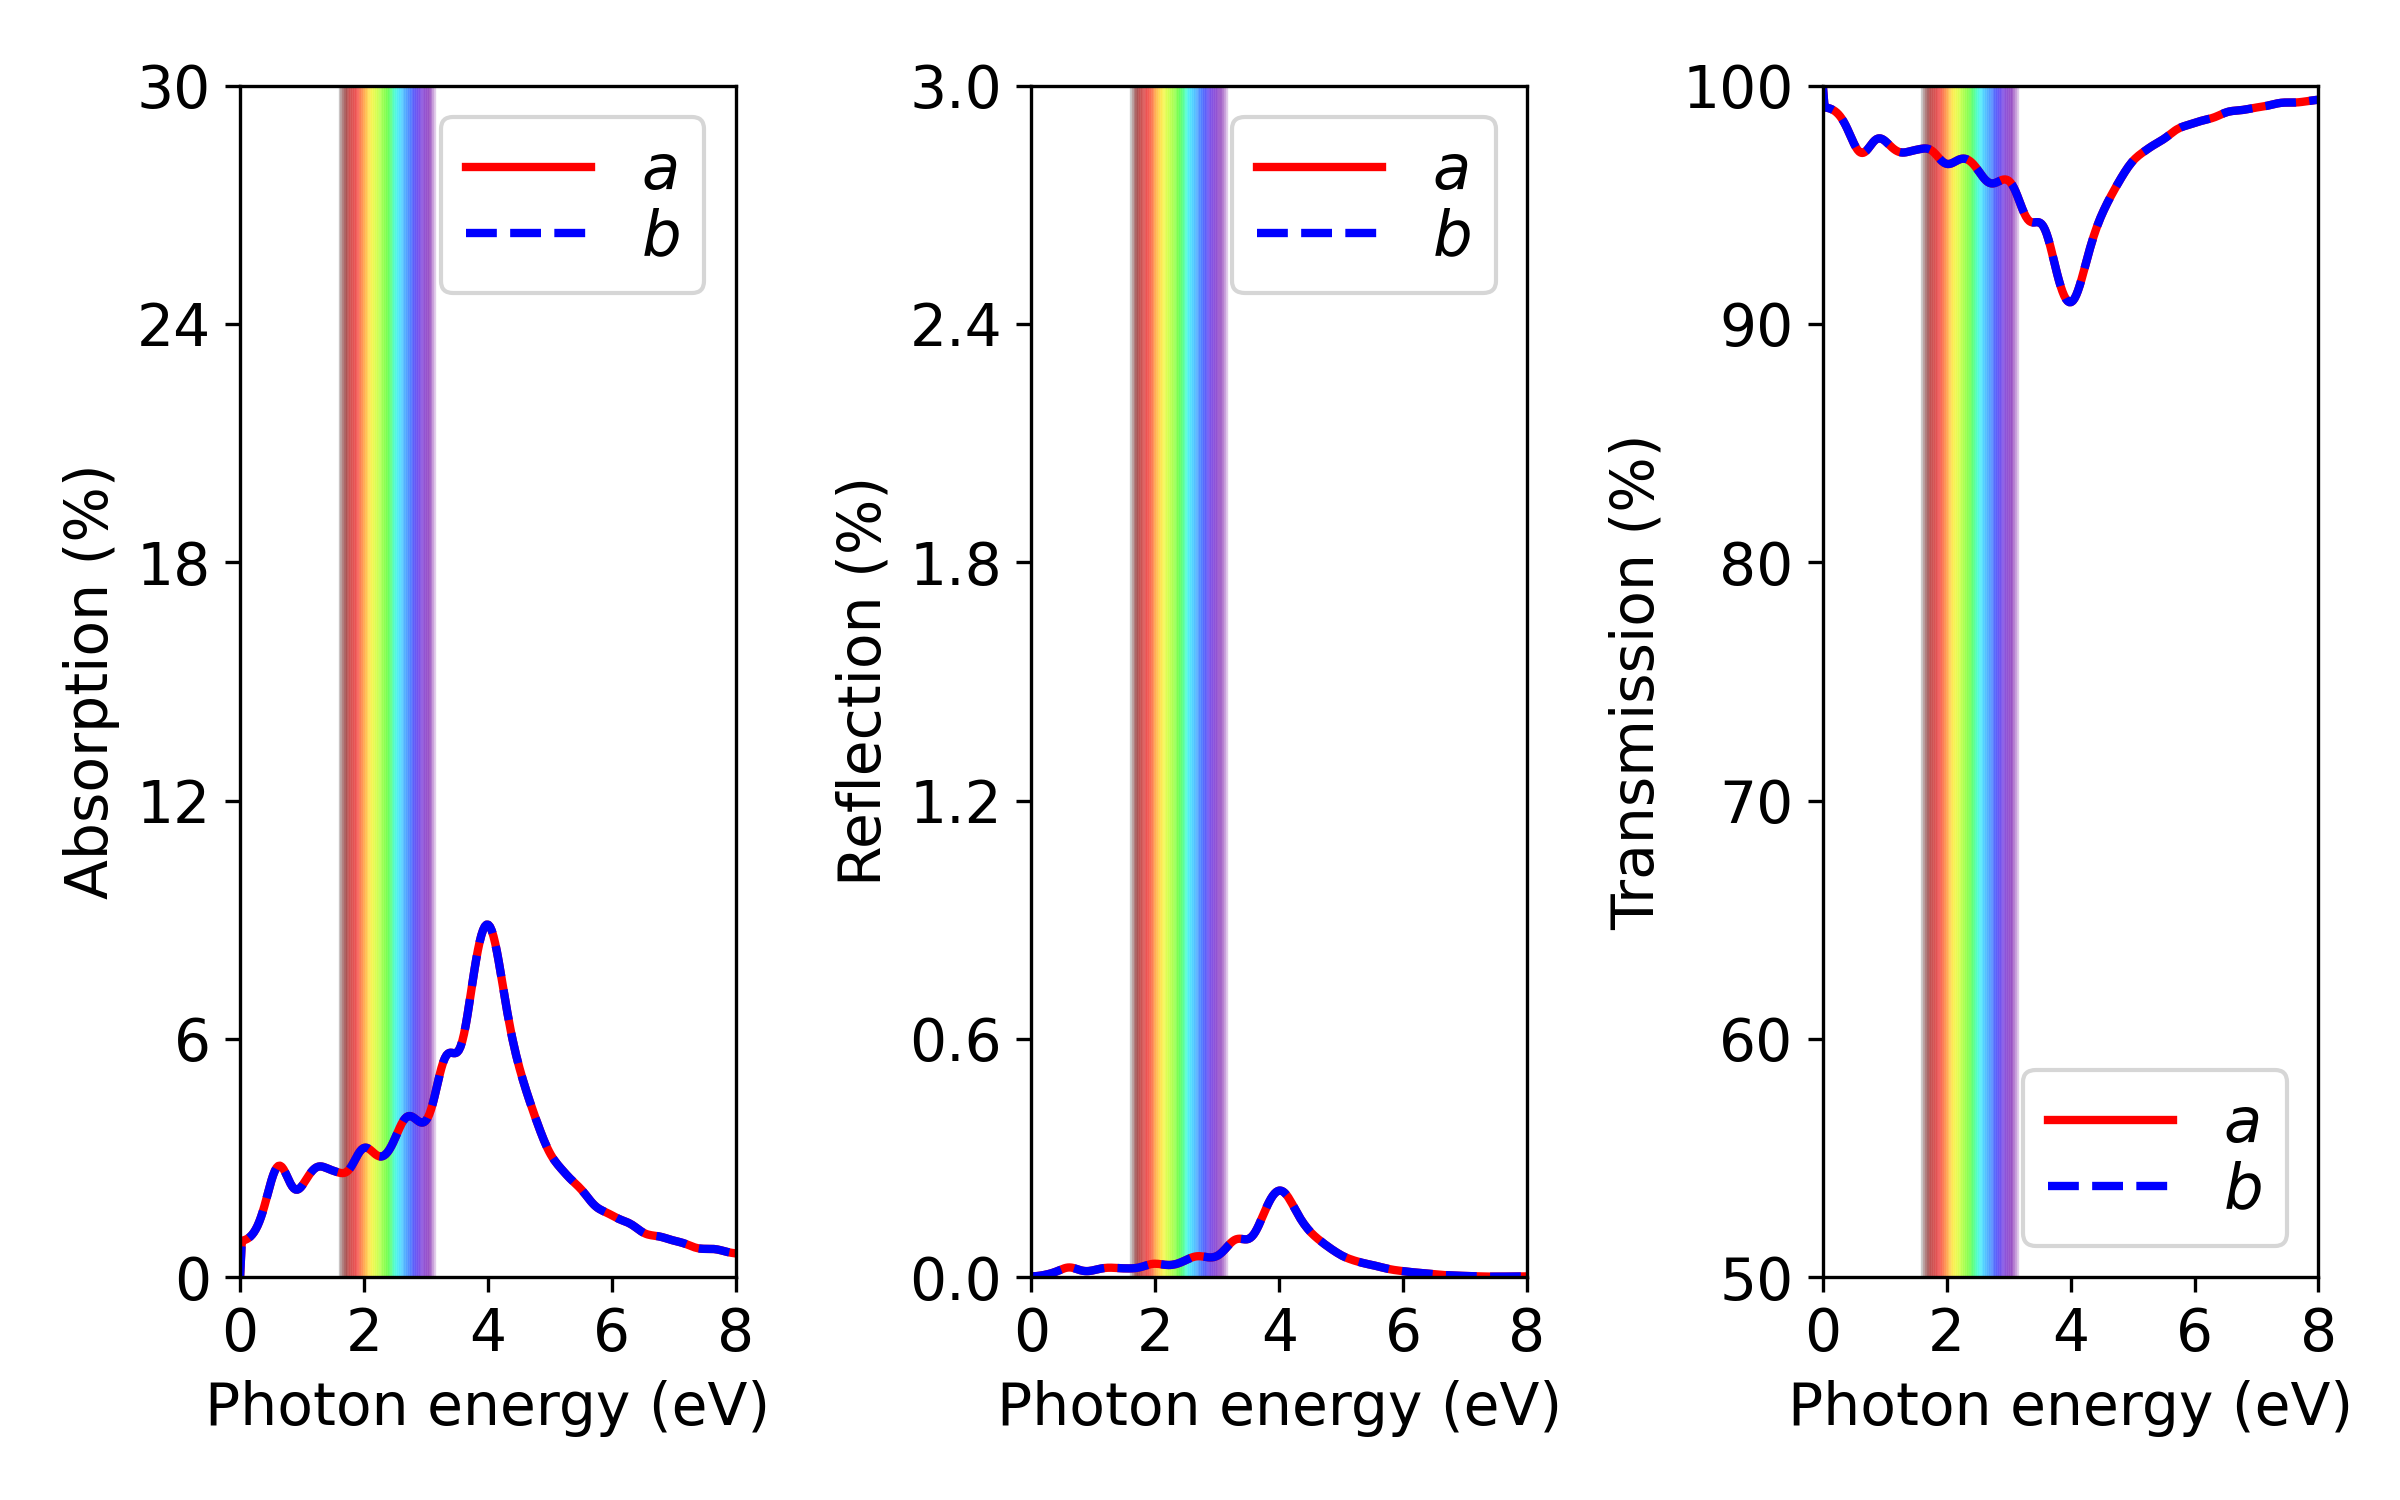 Absorption (%)
30
24
18
12
6
0
0 2 4 6 8
Photon energy (eV)
a
b
Reflection (%)
3.0
2.4
1.8
1.2
0.6
0.0
0 2 4 6 8
Photon energy (eV)
a
b
Transmission (%)
100
90
80
70
60
50
0 2 4 6 8
Photon energy (eV)
a
b